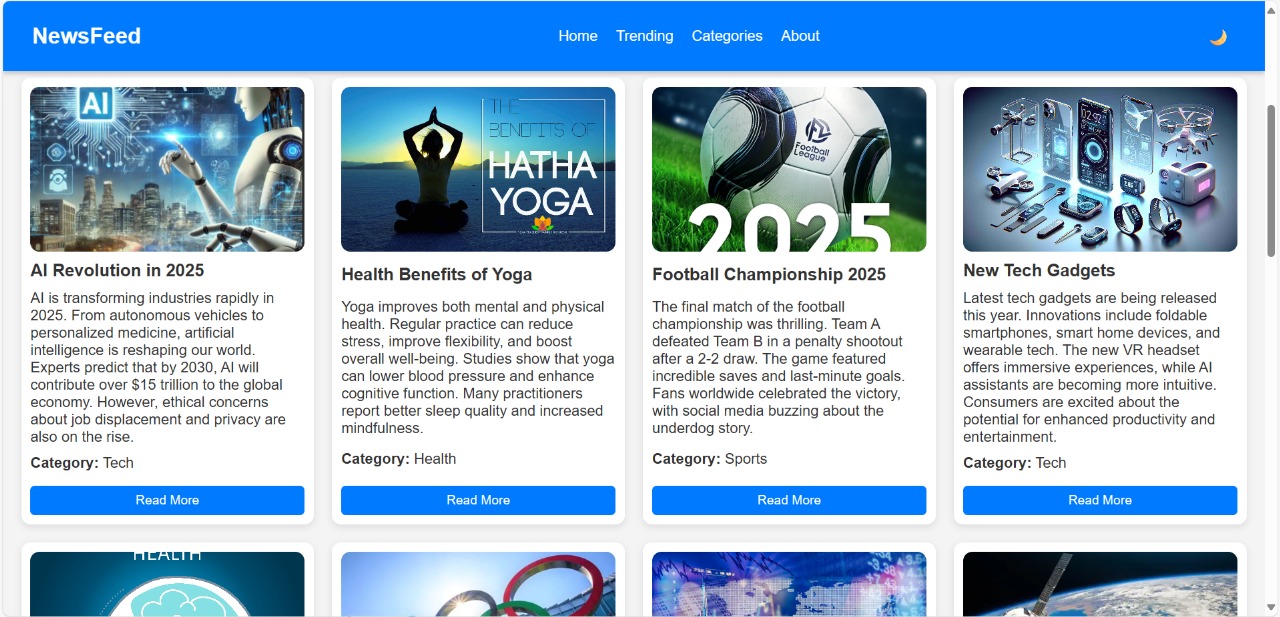 NewsFeed
Home Trending Categories About
AI
AI Revolution in 2025
AI is transforming industries rapidly in
2025. From autonomous vehicles to
personalized medicine, artificial
intelligence is reshaping our world.
Experts predict that by 2030, AI will
contribute over $15 trillion to the global
economy. However, ethical concerns
about job displacement and privacy are
also on the rise.
Category: Tech
Read More
THE
BENEFITS OF
HATHA
YOGA
Health Benefits of Yoga
Yoga improves both mental and physical
health. Regular practice can reduce
stress, improve flexibility, and boost
overall well-being. Studies show that yoga
can lower blood pressure and enhance
cognitive function. Many practitioners
report better sleep quality and increased
mindfulness.
Category: Health
Read More
Football
League
2025
Football Championship 2025
The final match of the football
championship was thrilling. Team A
defeated Team B in a penalty shootout
after a 2-2 draw. The game featured
incredible saves and last-minute goals.
Fans worldwide celebrated the victory,
with social media buzzing about the
underdog story.
Category: Sports
Read More
New Tech Gadgets
Latest tech gadgets are being released
this year. Innovations include foldable
smartphones, smart home devices, and
wearable tech. The new VR headset
offers immersive experiences, while AI
assistants are becoming more intuitive.
Consumers are excited about the
potential for enhanced productivity and
entertainment.
Category: Tech
Read More
HEALTH